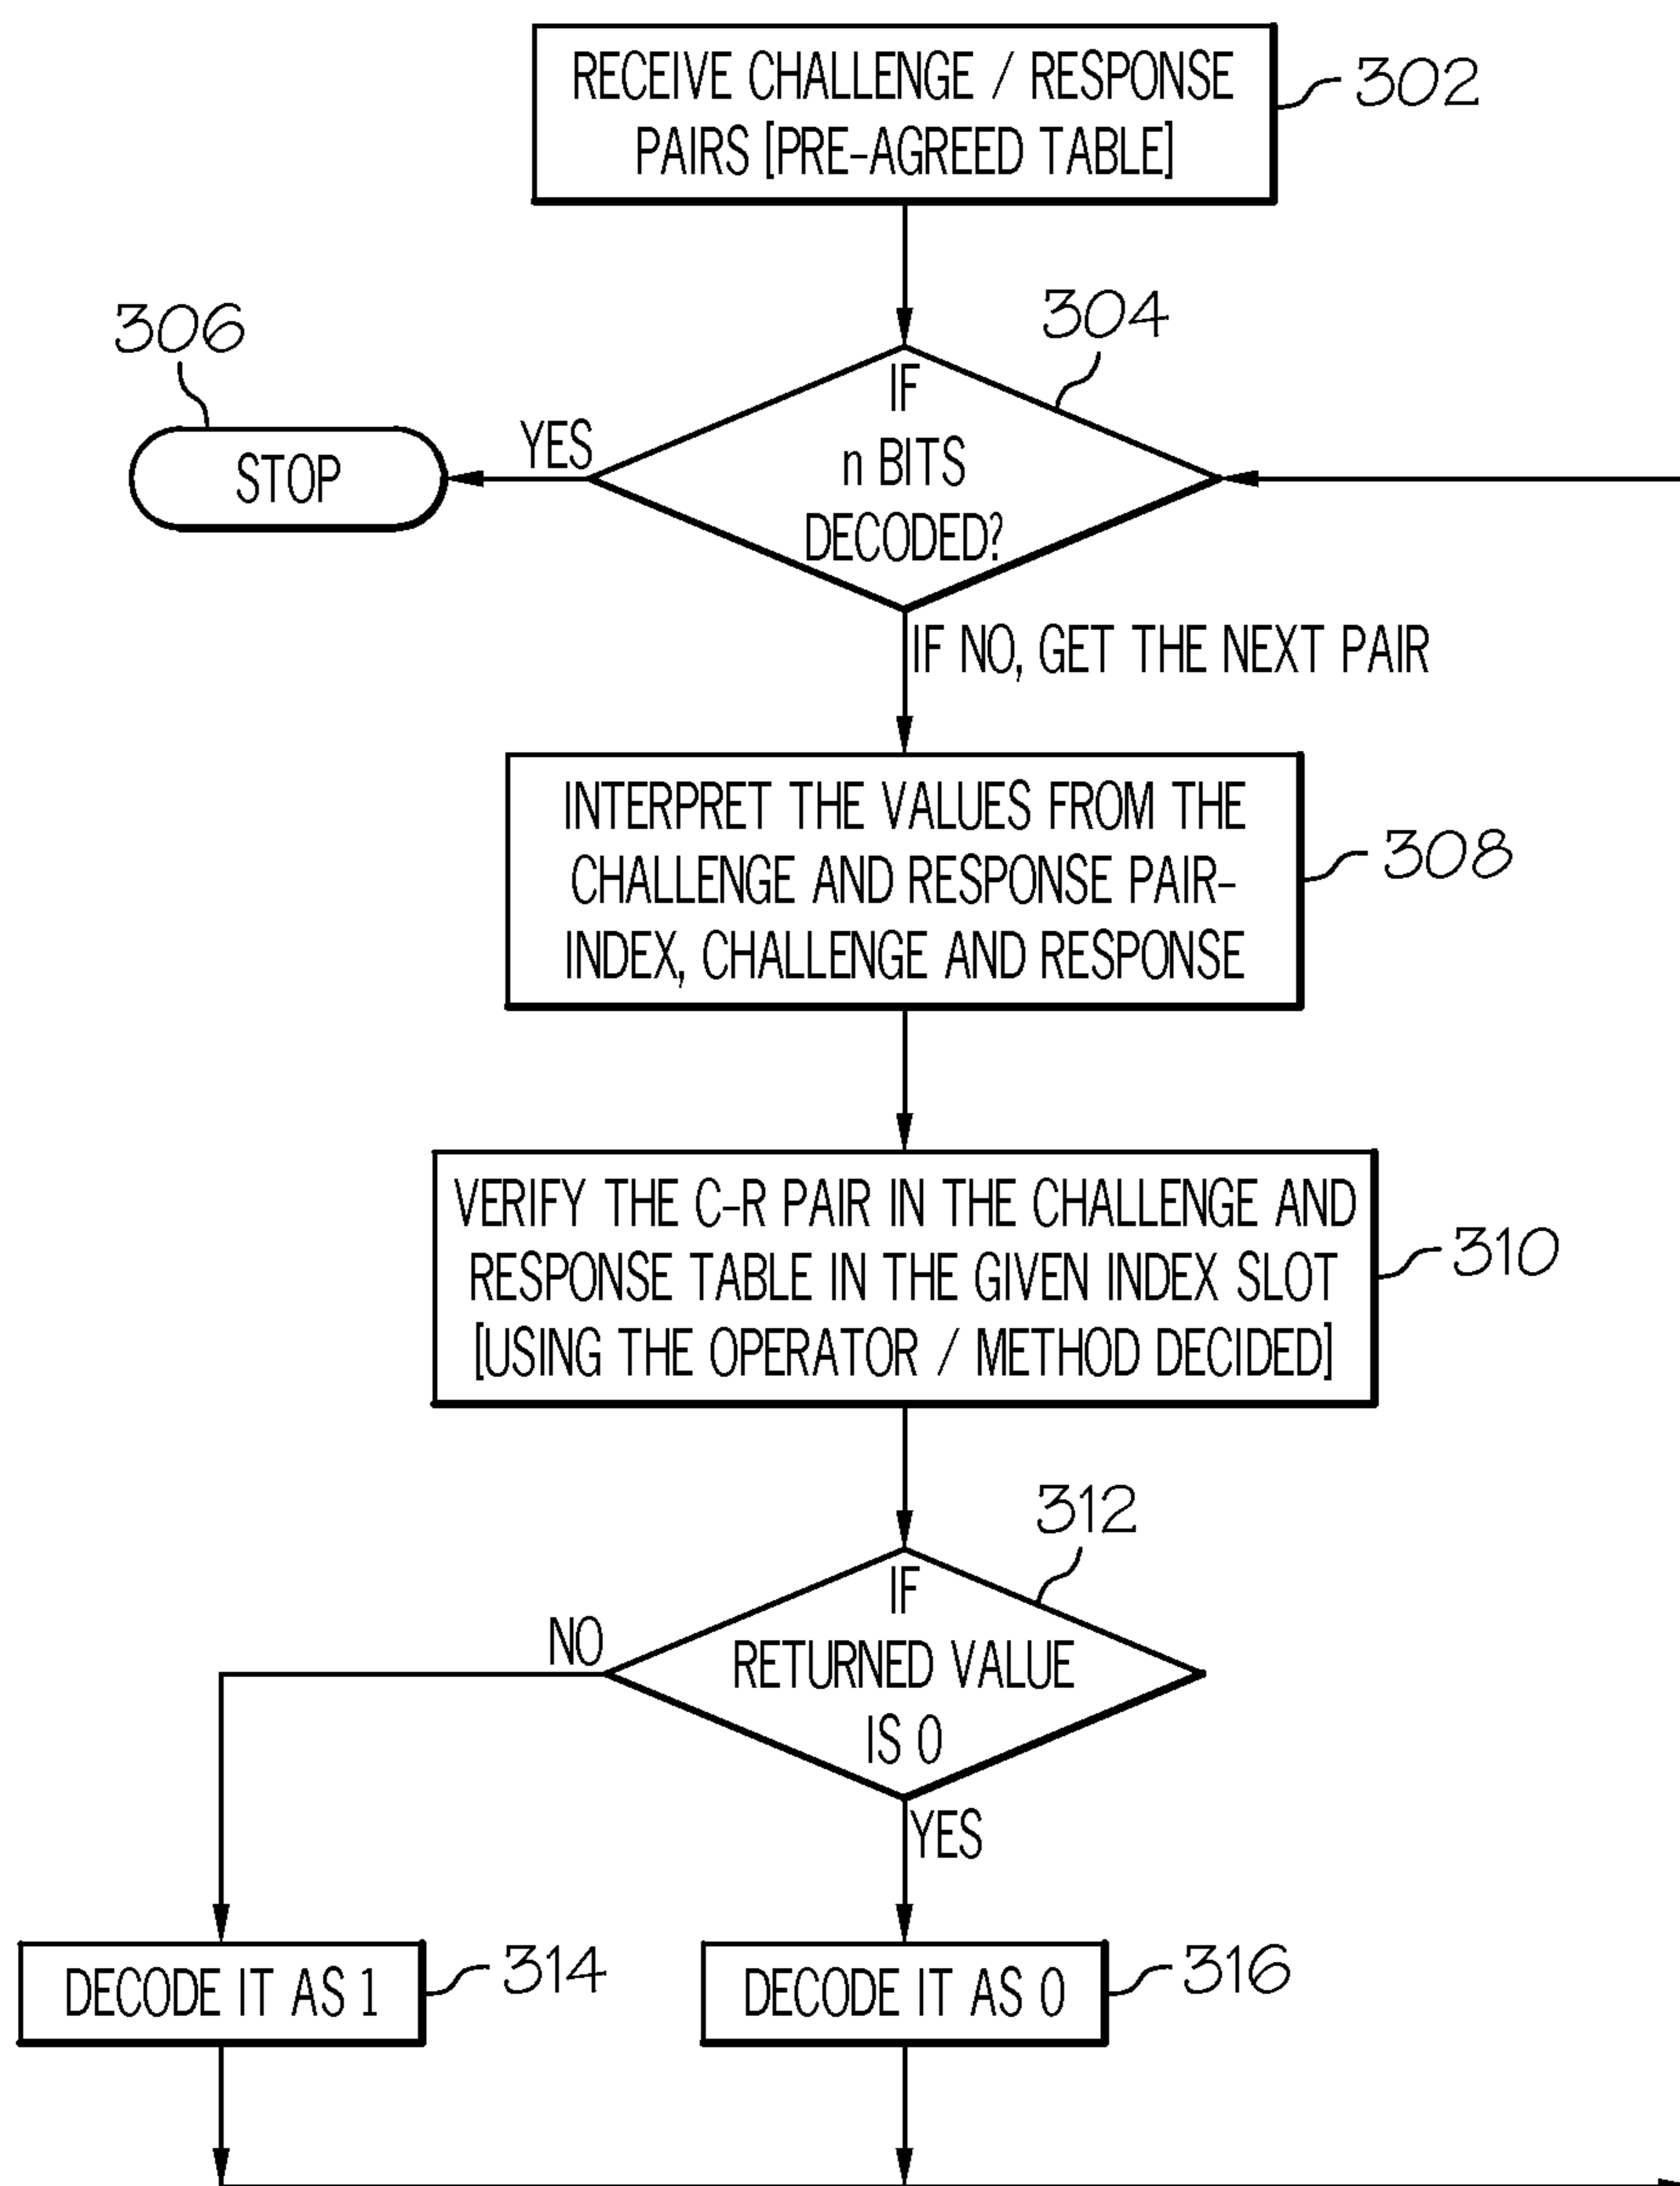 RECEIVE CHALLENGE / RESPONSE
PAIRS [PRE-AGREED TABLE]
302
304
306
IF
n BITS
DECODED?
YES
STOP
IF NO, GET THE NEXT PAIR
INTERPRET THE VALUES FROM THE
CHALLENGE AND RESPONSE PAIR-
INDEX, CHALLENGE AND RESPONSE
308
VERIFY THE C-R PAIR IN THE CHALLENGE AND
RESPONSE TABLE IN THE GIVEN INDEX SLOT
[USING THE OPERATOR / METHOD DECIDED]
310
312
IF
RETURNED VALUE
IS 0
NO
YES
DECODE IT AS 1
314
DECODE IT AS 0
316